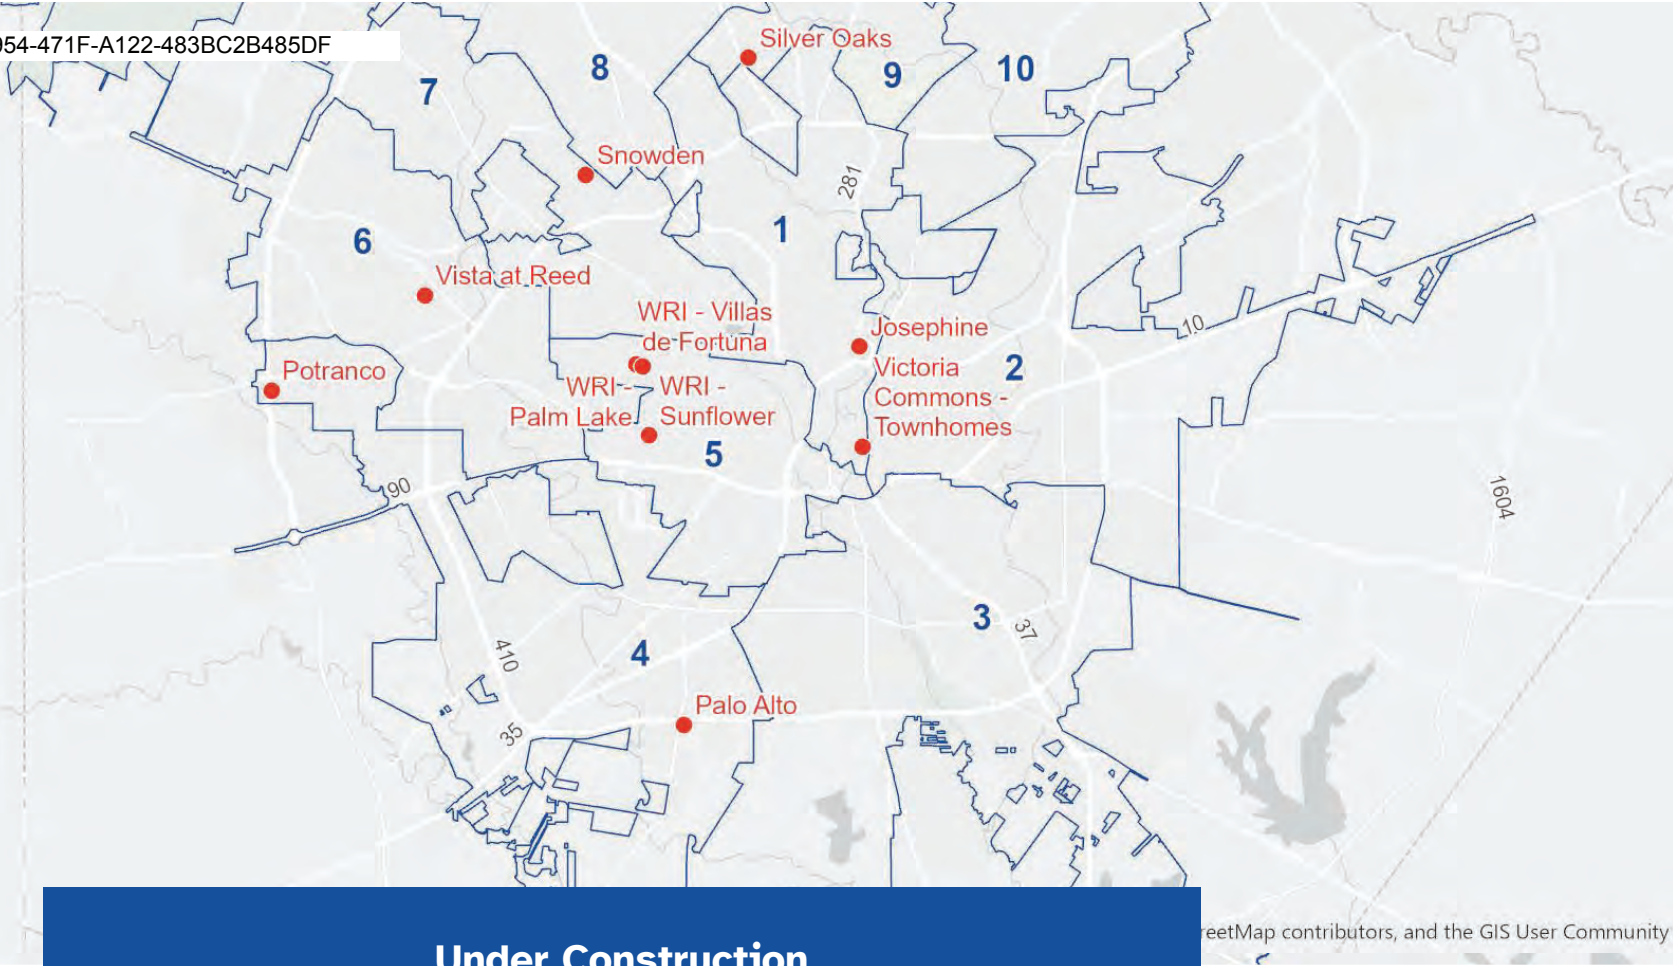 954-471F-A122-483BC2B485DF
Silver Oaks
8
9
10
7
Snowden
281
1
6
Vista at Reed
WRI - Villas
de Fortuna
10
Josephine
2
Potranco
Victoria
Commons -
Townhomes
WRI -
Palm Lake
WRI -
Sunflower
5
90
1604
3
37
410
4
Palo Alto
35
reetMap contributors, and the GIS User Community
Under Construction